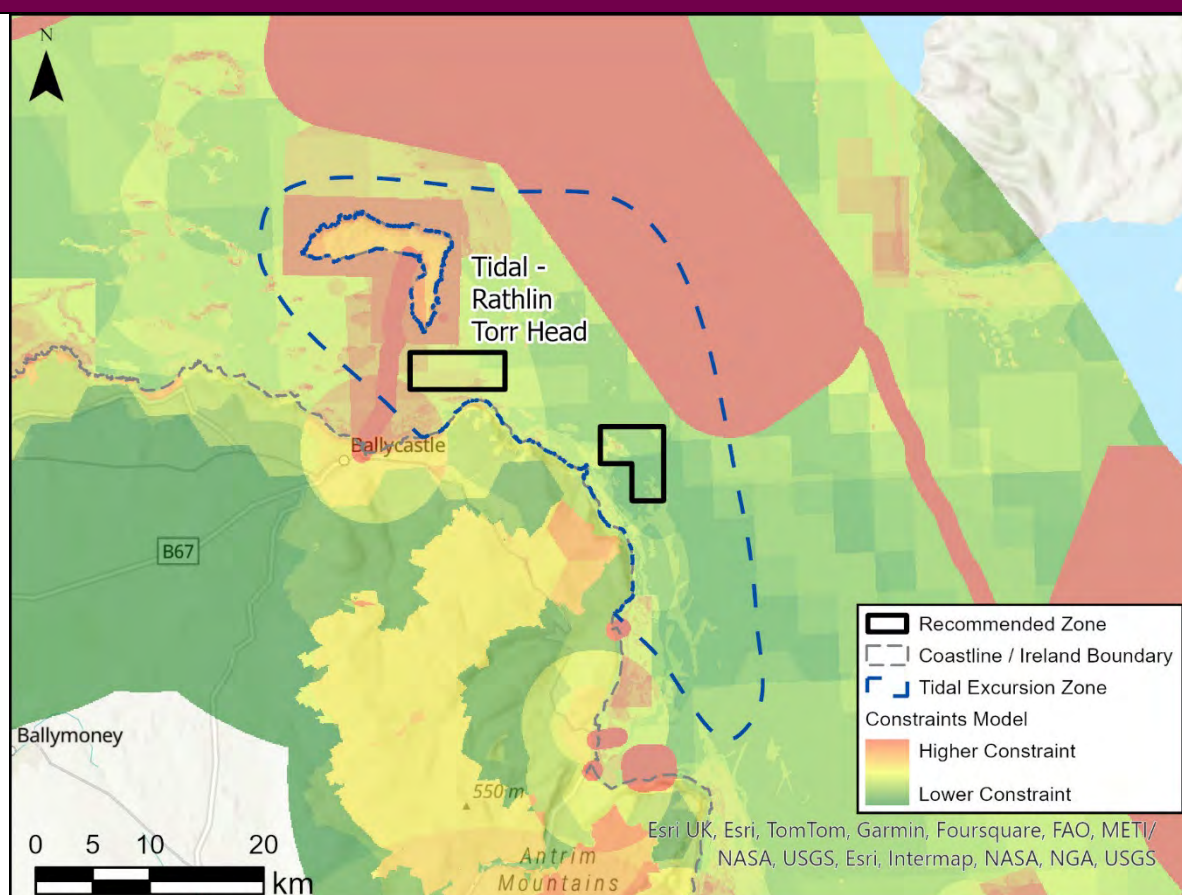 N
Tidal -
Rathlin
Torr Head
Ballycastle
B67
Ballymoney
550 m
Antrim
Mountains
Recommended Zone
Coastline / Ireland Boundary
Tidal Excursion Zone
Constraints Model
Higher Constraint
Lower Constraint
0 5 10 20
km
Esri UK, Esri, TomTom, Garmin, Foursquare, FAO, METI/
NASA, USGS, Esri, Intermap, NASA, NGA, USGS